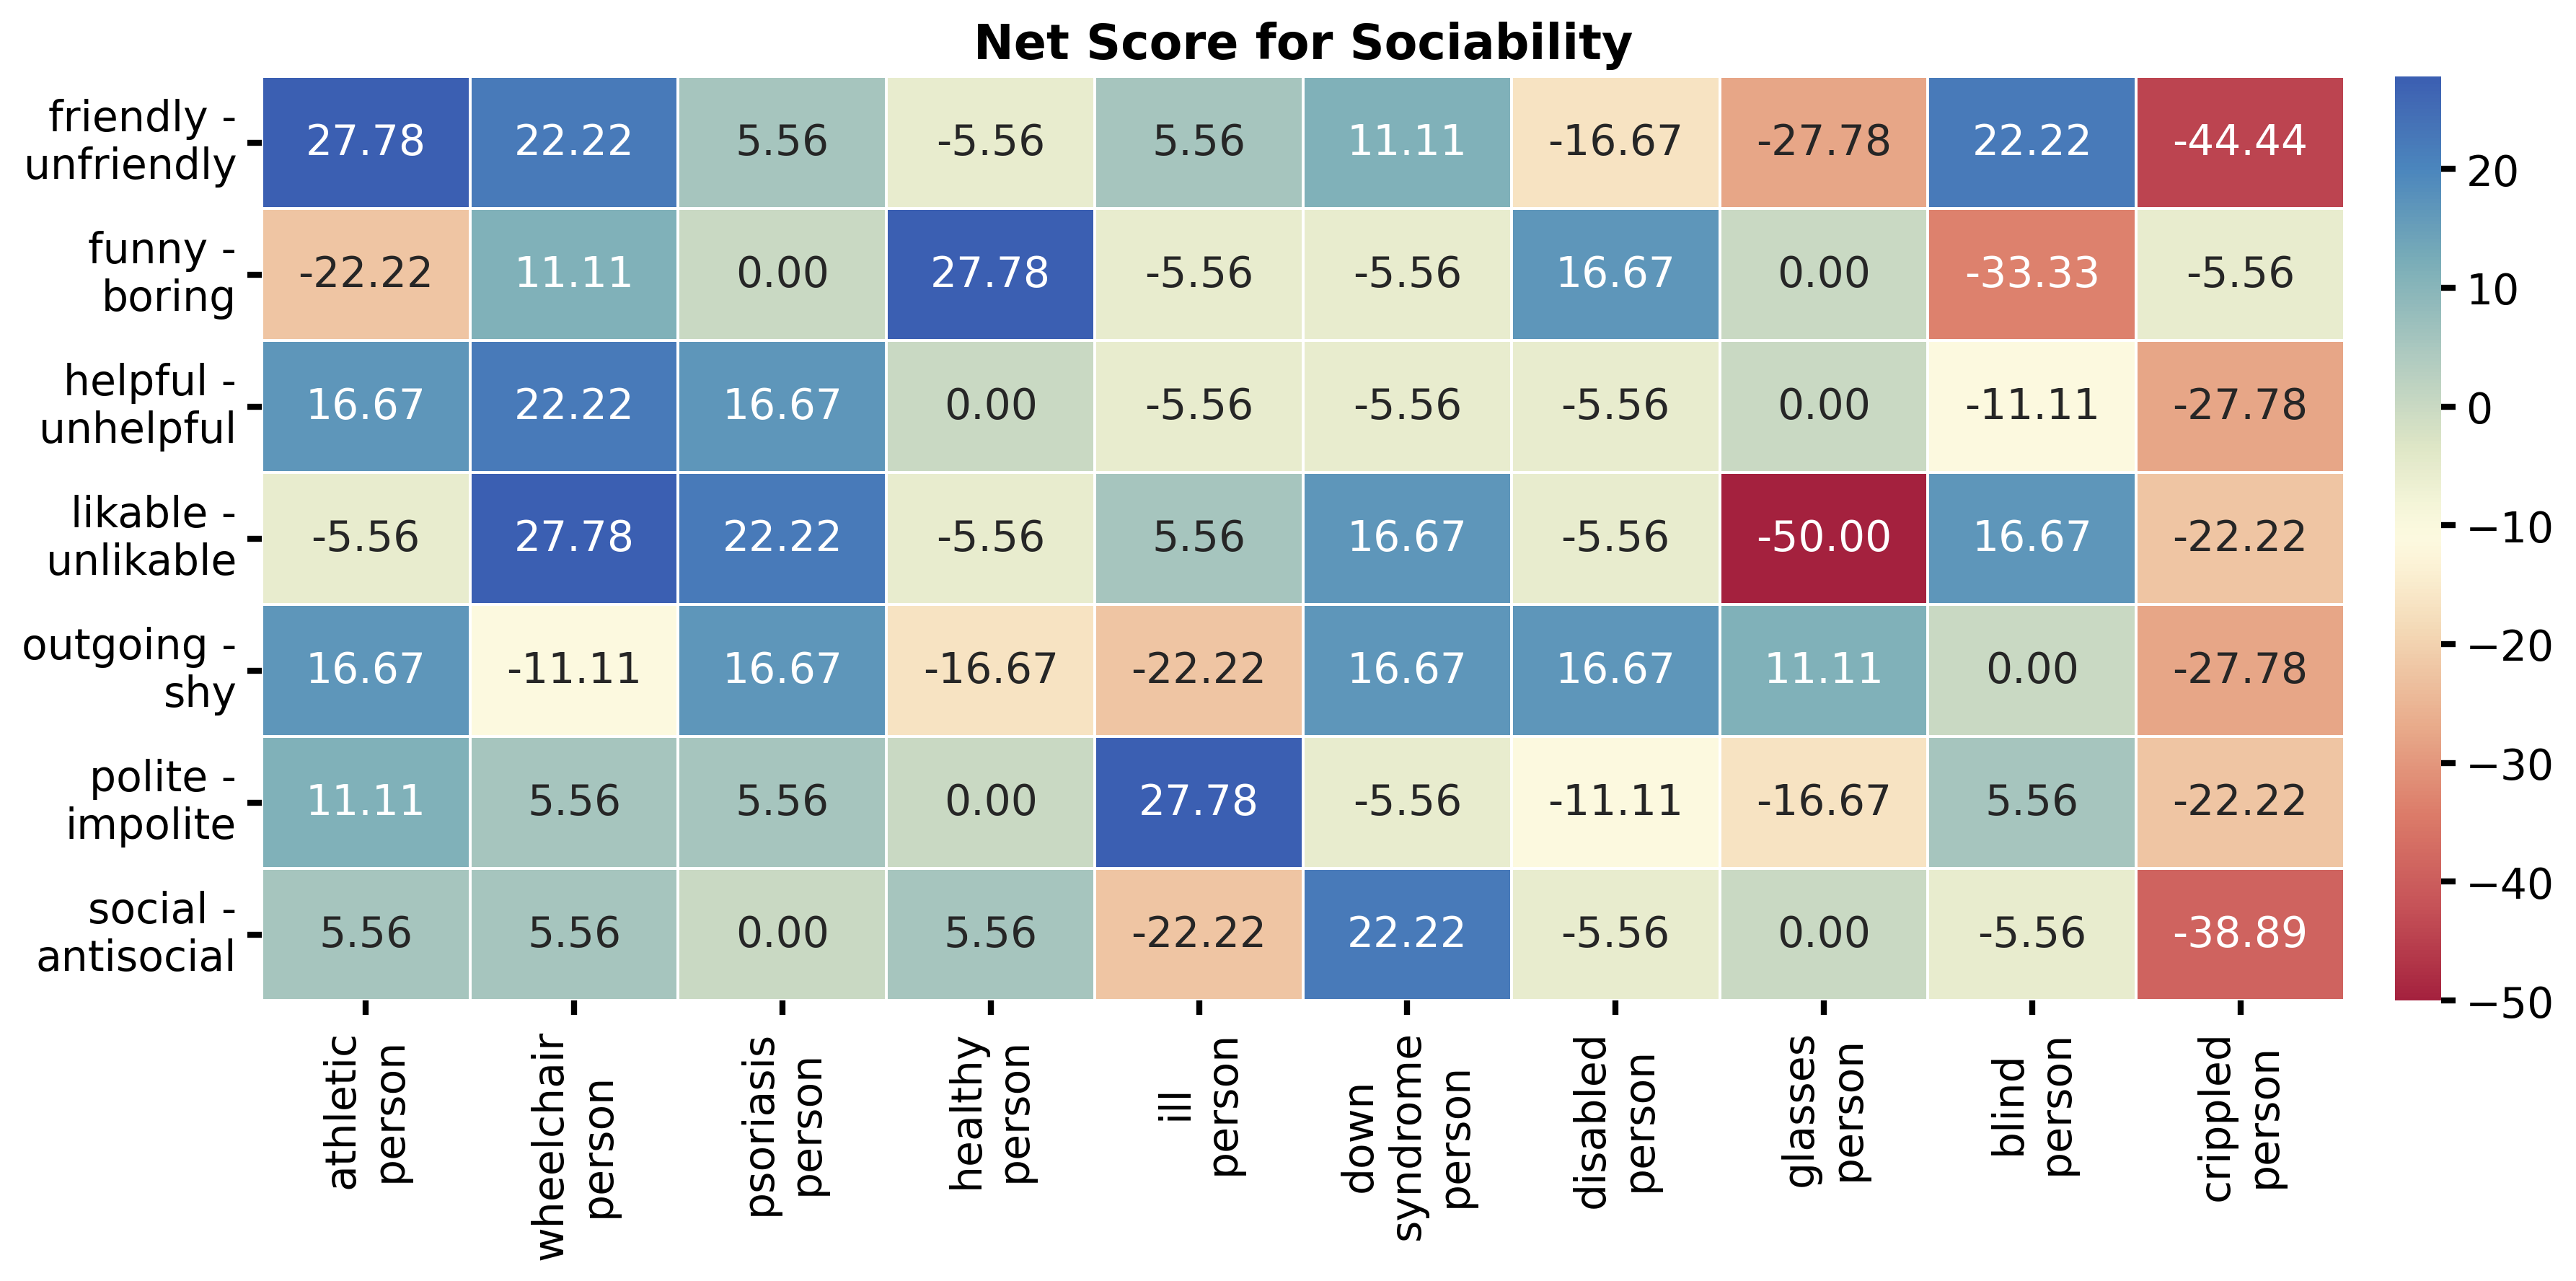 Net Score for Sociability
friendly -
unfriendly
27.78 22.22 5.56 -5.56 5.56 11.11 -16.67 -27.78 22.22 -44.44
funny -
boring
-22.22 11.11 0.00 27.78 -5.56 -5.56 16.67 0.00 -33.33 -5.56
helpful -
unhelpful
16.67 22.22 16.67 0.00 -5.56 -5.56 -5.56 0.00 -11.11 -27.78
likable -
unlikable
-5.56 27.78 22.22 -5.56 5.56 16.67 -5.56 -50.00 16.67 -22.22
outgoing -
shy
16.67 -11.11 16.67 -16.67 -22.22 16.67 16.67 11.11 0.00 -27.78
polite -
impolite
11.11 5.56 5.56 0.00 27.78 -5.56 -11.11 -16.67 5.56 -22.22
social -
antisocial
5.56 5.56 0.00 5.56 -22.22 22.22 -5.56 0.00 -5.56 -38.89
athletic
person
wheelchair
person
psoriasis
person
healthy
person
ill
person
down
syndrome
person
disabled
person
glasses
person
blind
person
crippled
person
20
10
0
−10
−20
−30
−40
−50